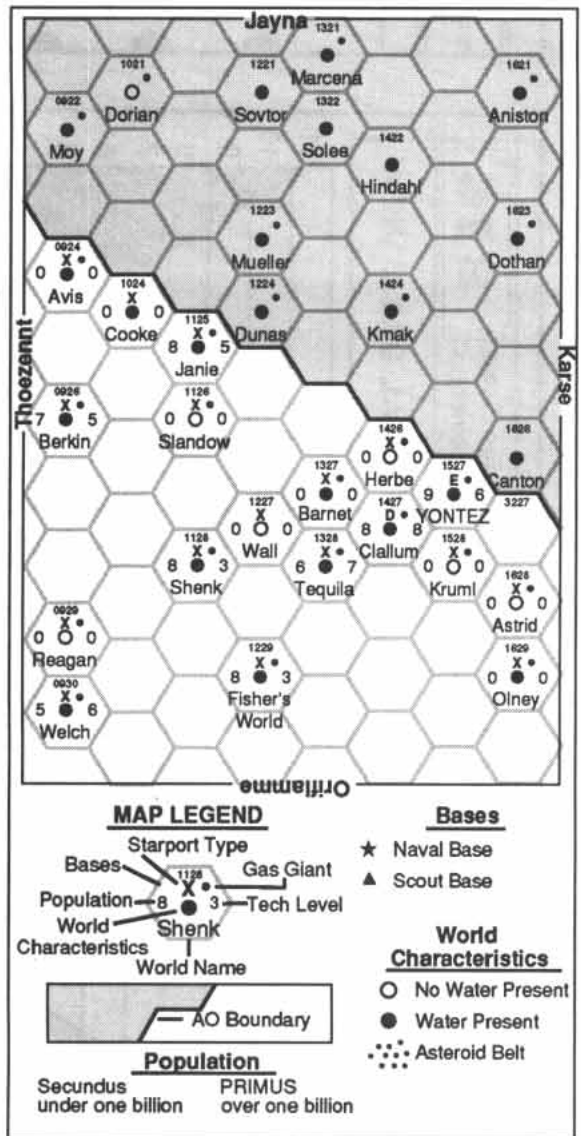 Jayna
1321
Marcena
1021
Dorian
1221
Sovtor
1621
Aniston
0922
Moy
1322
Solee
1422
Hindahl
1223
Mueller
1623
Dothan
0924
X
0 0
Avis
1024
X
0 0
Cooke
1224
Dunas
1424
Kmak
1125
X
8 5
Janie
Thoezennt
Karse
0926
X
7 5
Berkin
1126
X
0 0
Slandow
1426
X
0 0
Herbe
1626
Canton
1327
X
0 0
Barnet
1527
E
9 6
YONTEZ
1227
X
0 0
Wall
1427
D
8 8
Clallum
3227
1128
X
8 3
Shenk
1328
X
6 7
Tequila
1528
X
0 0
Kruml
1628
X
0 0
Astrid
0929
X
0 0
Reagan
1229
X
8 3
Fisher's
World
1629
X
0 0
Olney
0930
X
5 6
Welch
Oriflamme
MAP LEGEND
Starport Type
Bases
1128
X
Gas Giant
Population
8 3
Tech Level
World
Characteristics
Shenk
World Name
AO Boundary
Population
Secundus
under one billion
PRIMUS
over one billion
Bases
Naval Base
Scout Base
World
Characteristics
No Water Present
Water Present
Asteroid Belt